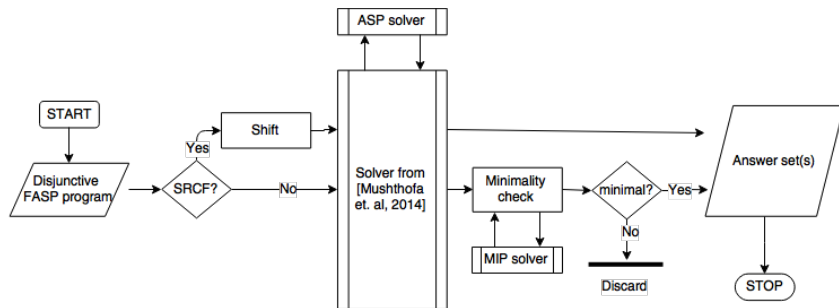 ASP solver
START
Yes
Shift
Disjunctive
FASP program
SRCF?
No
Solver from
[Mushthofa
et. al, 2014]
Minimality
check
minimal?
Yes
Answer set(s)
No
MIP solver
Discard
STOP